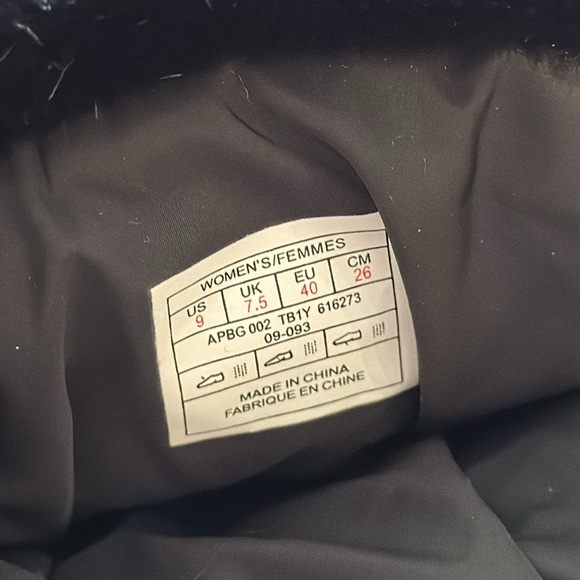 WOMEN'S/FEMMES
US UK EU CM
9 7.5 40 26
APBG 002 TB1Y 616273
09-093
MADE IN CHINA
FABRIQUE EN CHINE